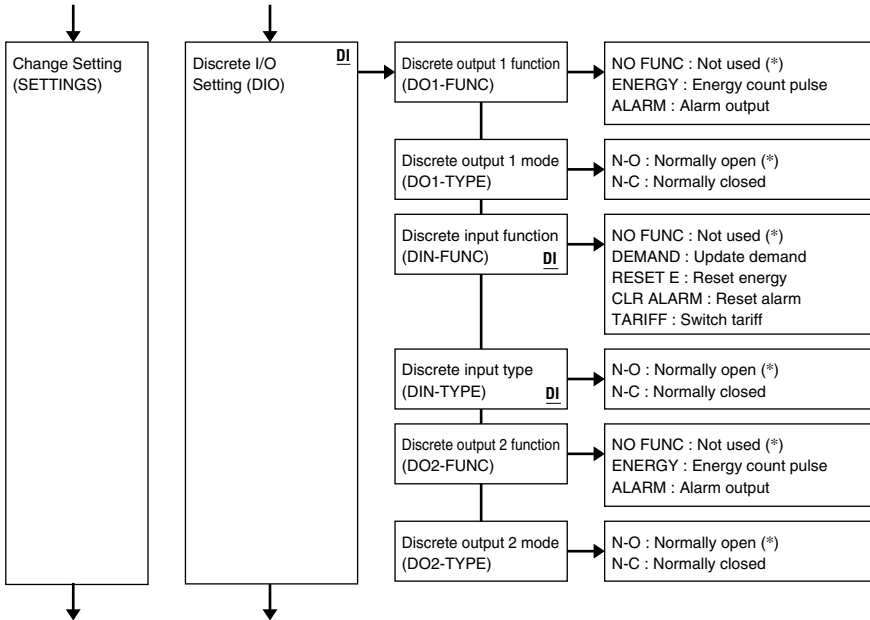 Change Setting
(SETTINGS)
Discrete I/O
DI
Setting (DIO)
Discrete output 1 function
(DO1-FUNC)
NO FUNC : Not used (*)
ENERGY : Energy count pulse
ALARM : Alarm output
Discrete output 1 mode
(DO1-TYPE)
N-O : Normally open (*)
N-C : Normally closed
Discrete input function
(DIN-FUNC)
DI
NO FUNC : Not used (*)
DEMAND : Update demand
RESET E : Reset energy
CLR ALARM : Reset alarm
TARIFF : Switch tariff
Discrete input type
(DIN-TYPE)
DI
N-O : Normally open (*)
N-C : Normally closed
Discrete output 2 function
(DO2-FUNC)
NO FUNC : Not used (*)
ENERGY : Energy count pulse
ALARM : Alarm output
Discrete output 2 mode
(DO2-TYPE)
N-O : Normally open (*)
N-C : Normally closed